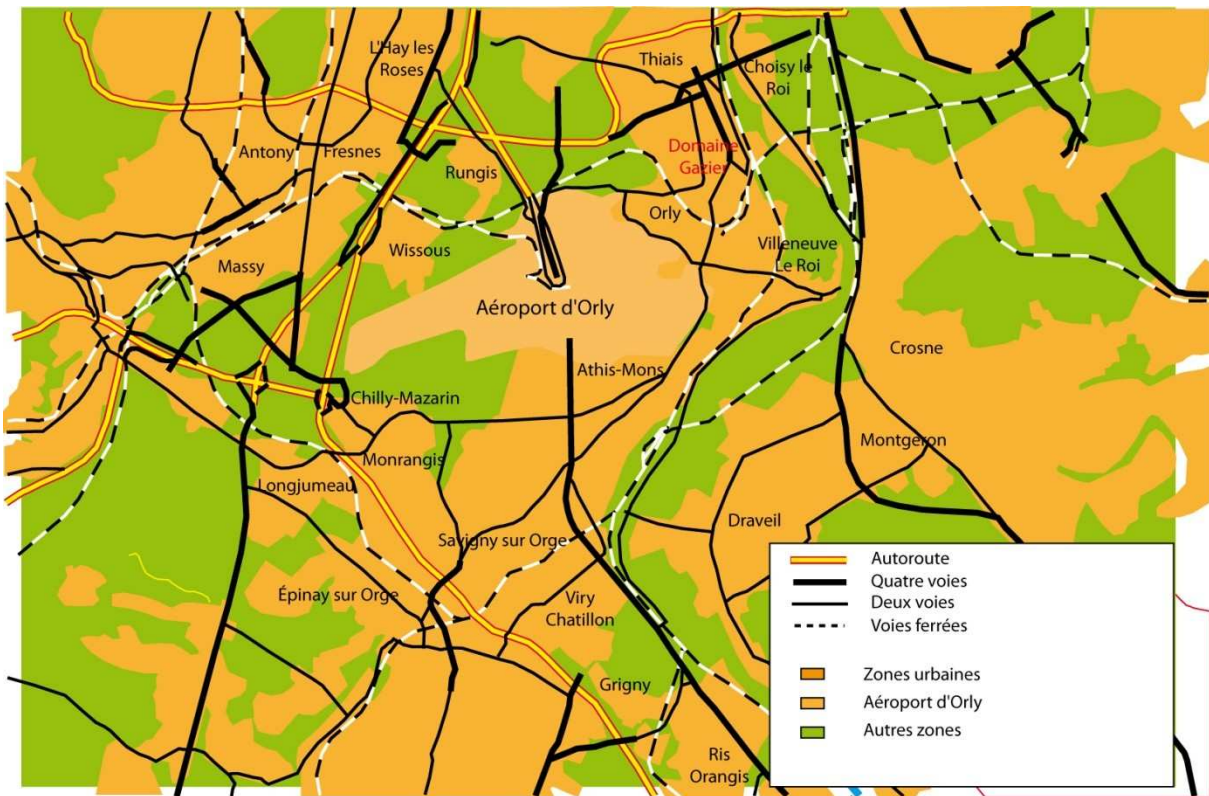 L'Hay les
Roses
Thiais
Choisy le
Roi
Antony
Fresnes
Rungis
Domaine
Gazier
Orly
Wissous
Villeneuve
Le Roi
Massy
Aéroport d'Orly
Crosne
Athis-Mons
Chilly-Mazarin
Montgeron
Monrangis
Longjumeau
Draveil
Savigny sur Orge
Épinay sur Orge
Viry
Chatillon
Grigny
Ris
Orangis
Autoroute
Quatre voies
Deux voies
Voies ferrées
Zones urbaines
Aéroport d'Orly
Autres zones